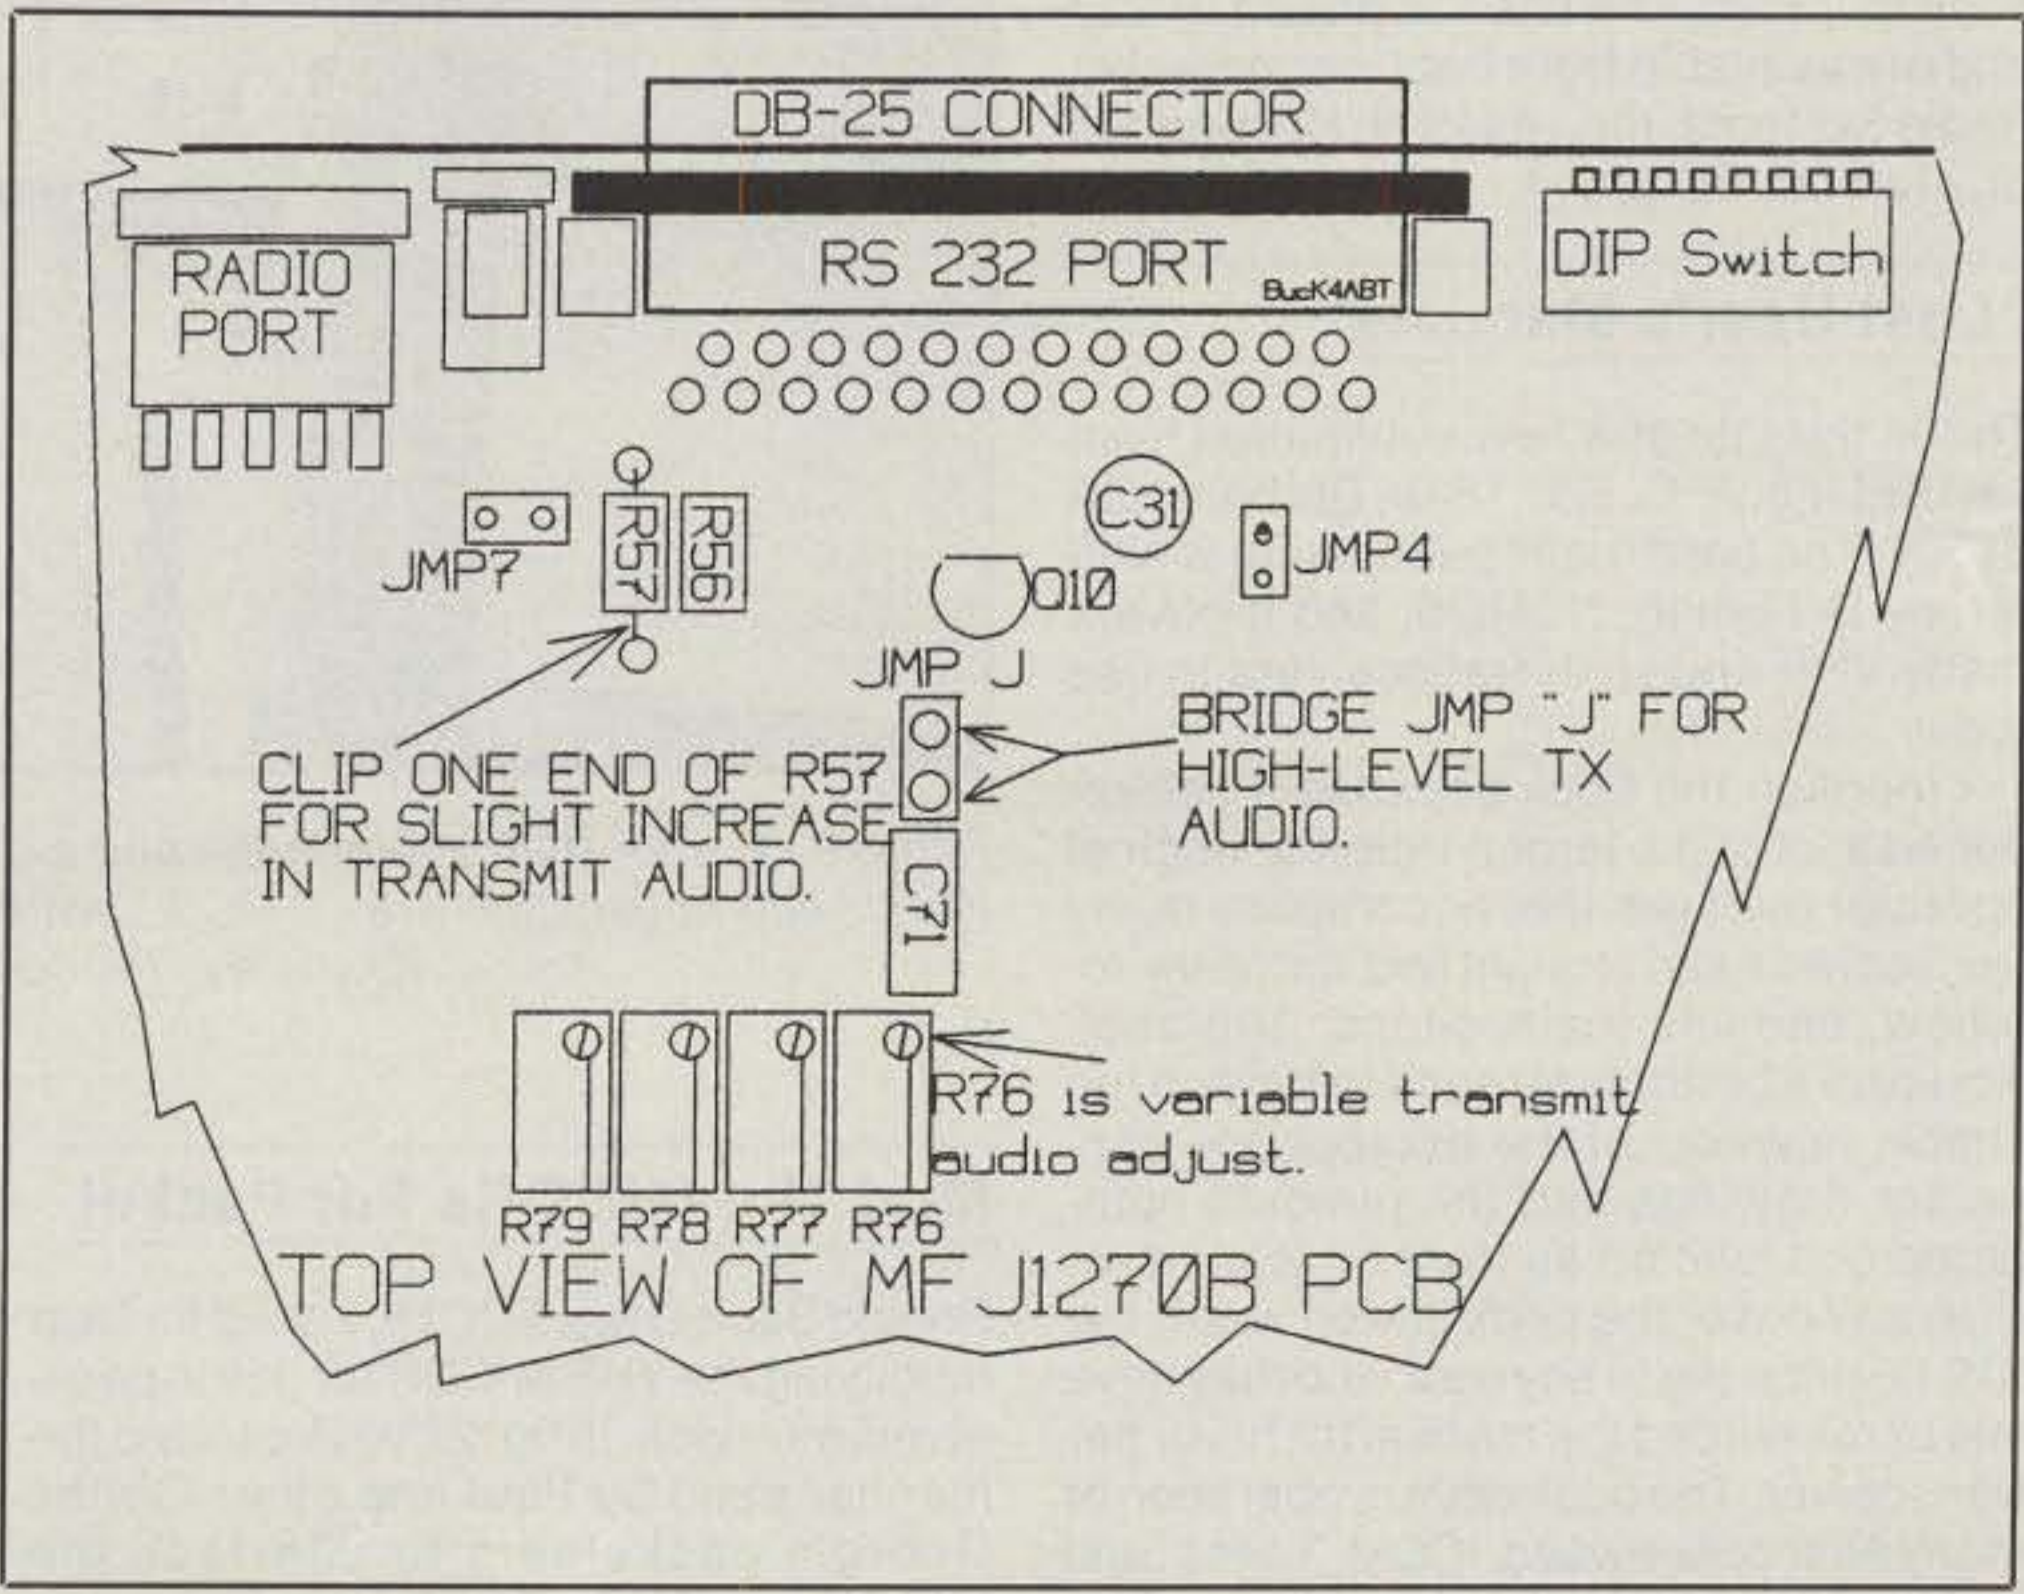 DB-25 CONNECTOR
RADIO
PORT
RS 232 PORT
BucK4ABT
DIP Switch
JMP7
R57
R56
C31
Q10
JMP4
JMP J
CLIP ONE END OF R57
FOR SLIGHT INCREASE
IN TRANSMIT AUDIO.
BRIDGE JMP "J" FOR
HIGH-LEVEL TX
AUDIO.
C71
R76 is variable transmit
audio adjust.
R79
R78
R77
R76
TOP VIEW OF MFJ1270B PCB